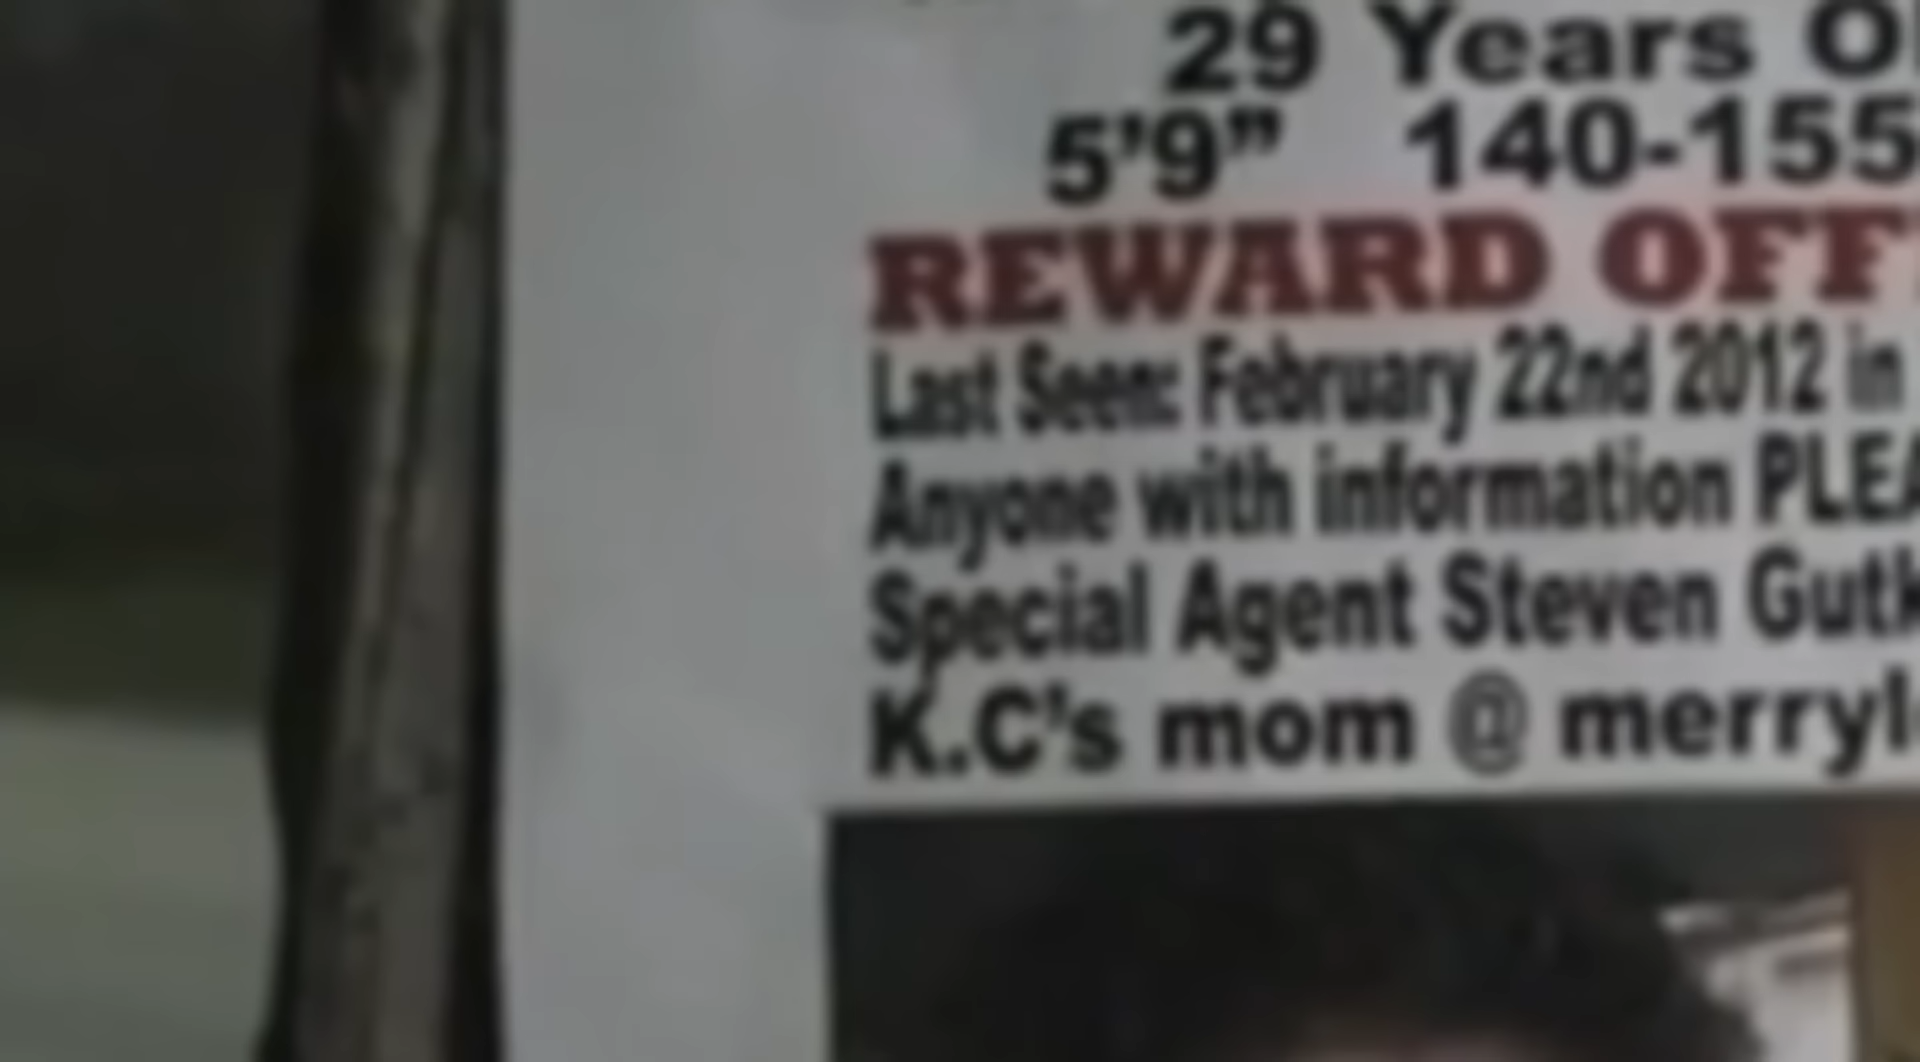 29 Years
5'9” 140-155
REWARD
Last Seen: February 22nd 2012 in
Anyone with information
Special Agent Steven
K.C's mom @